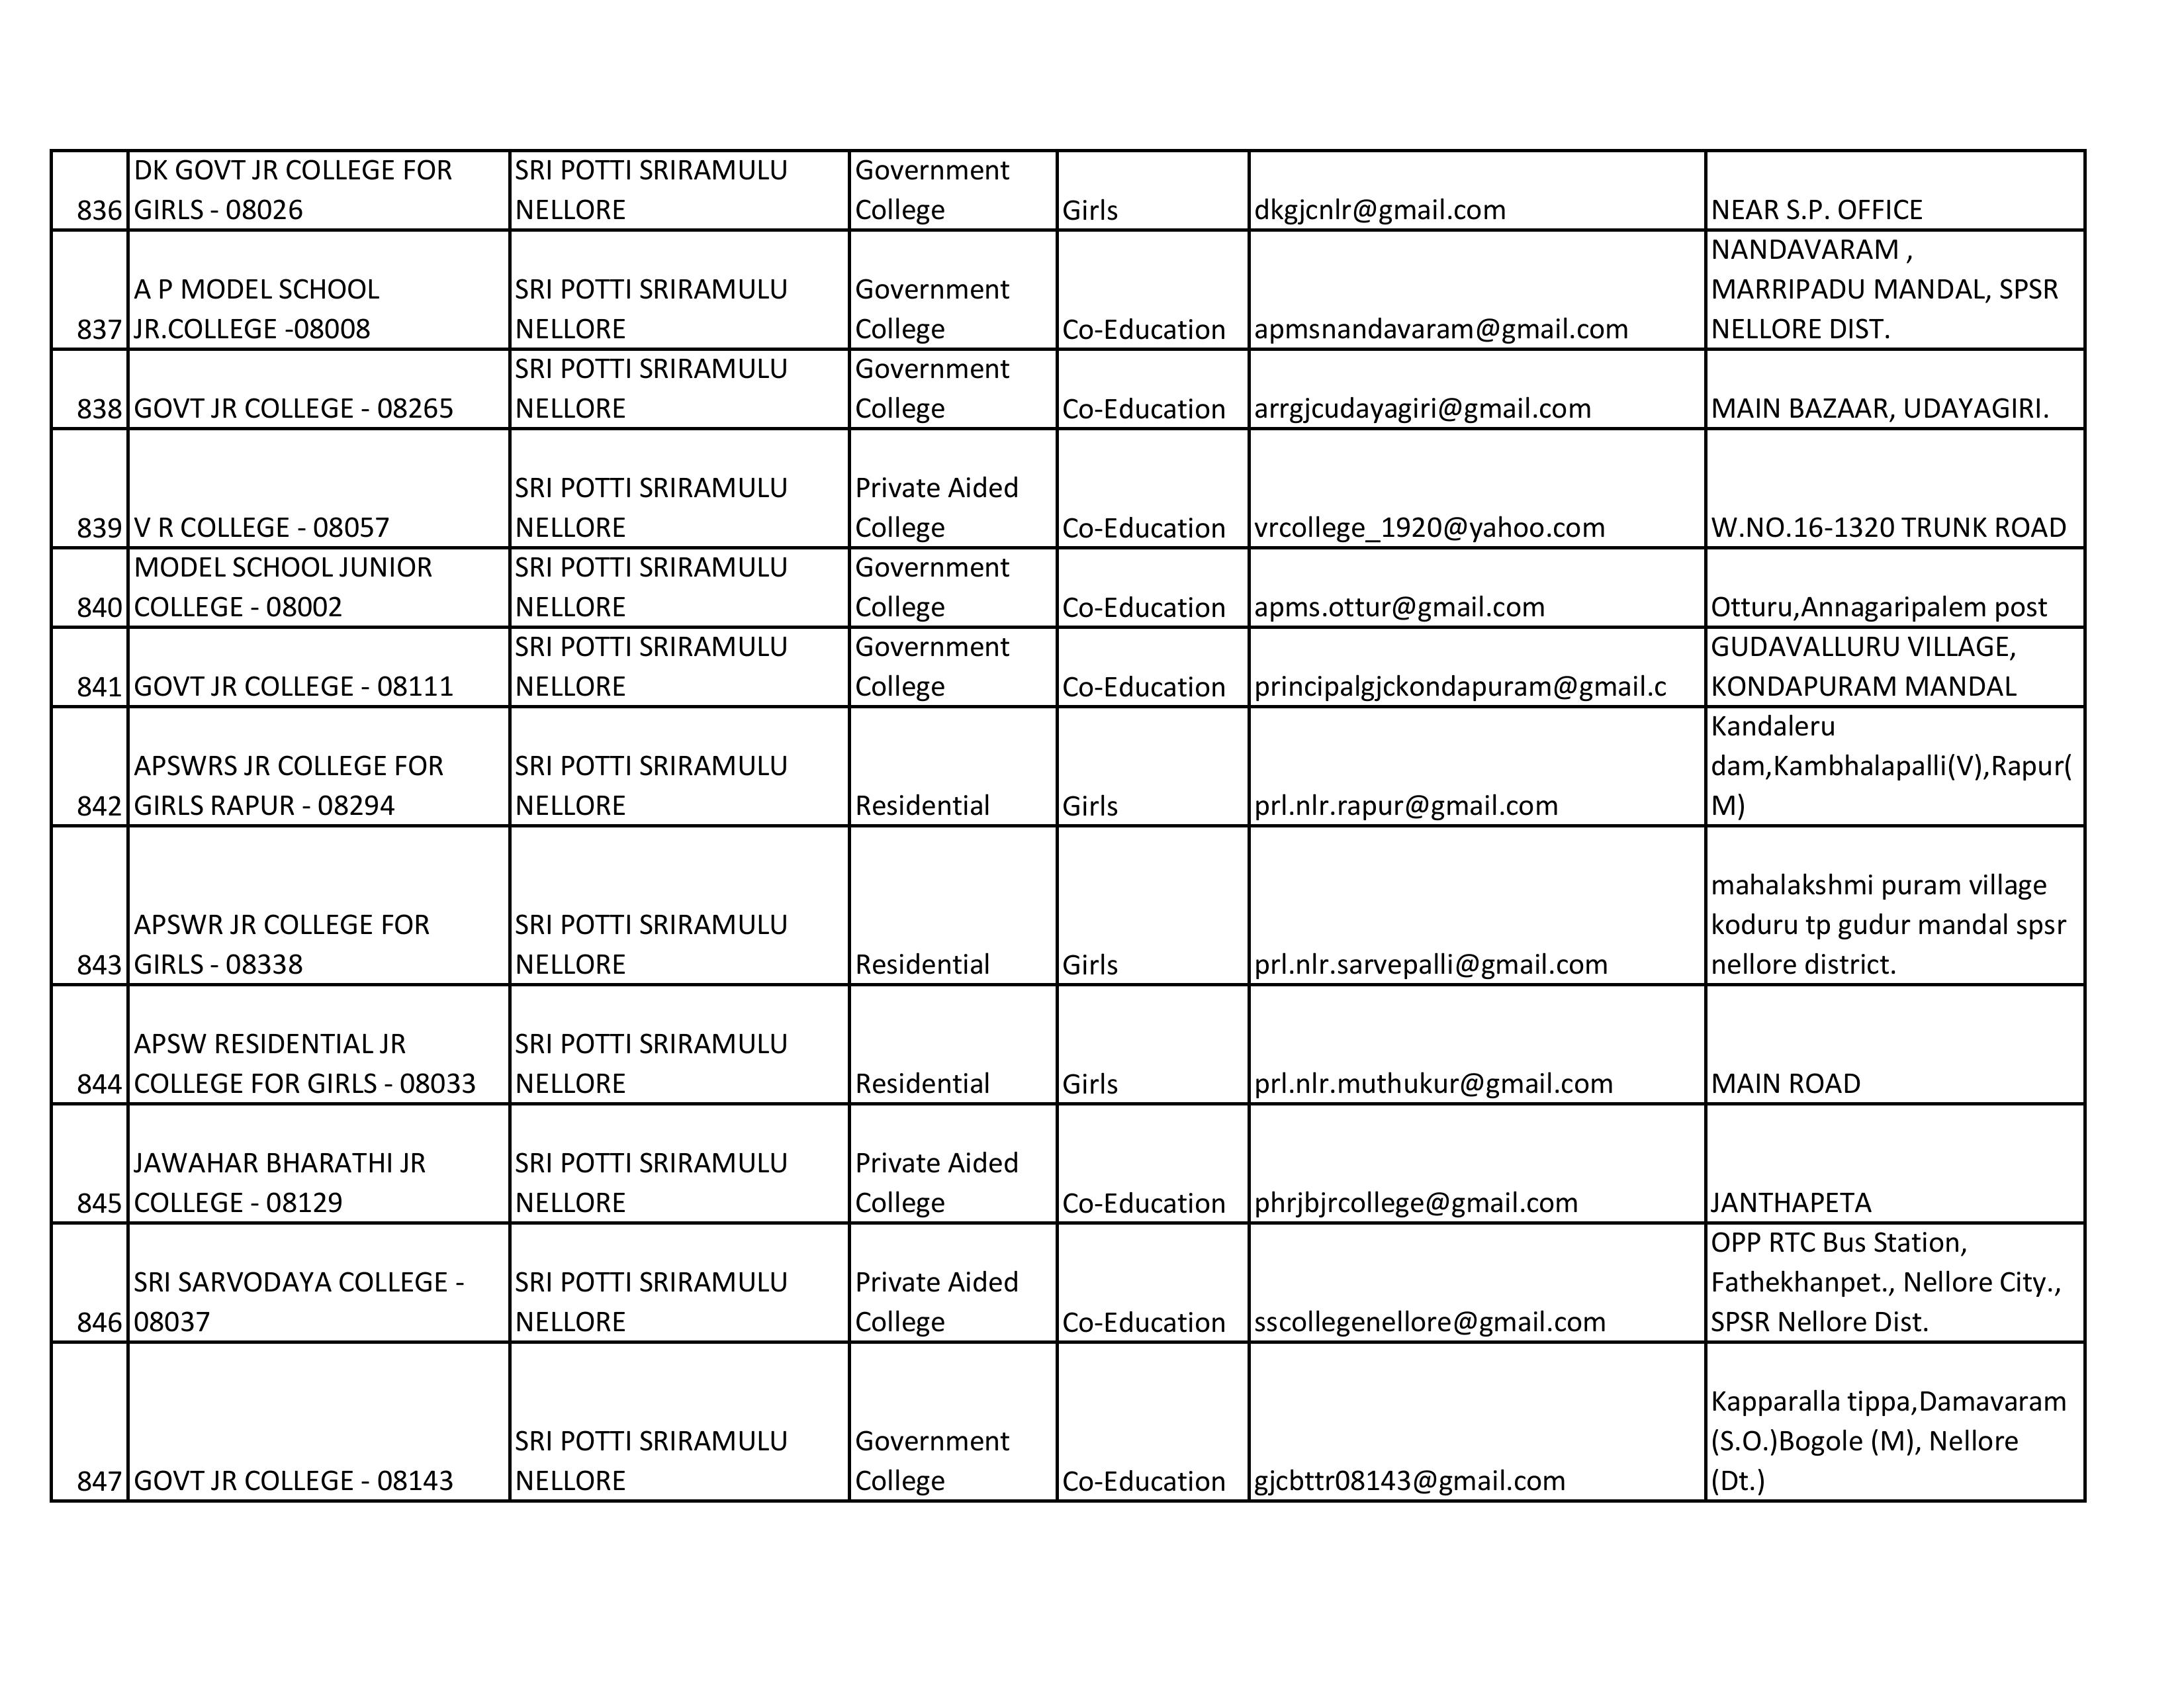 DK GOVT JR COLLEGE FOR SRI POTTI SRIRAMULU Government
836 GIRLS - 08026 NELLORE College Girls dkgjcnlr@gmail.com NEAR S.P. OFFICE
NANDAVARAM ,
A P MODEL SCHOOL SRI POTTI SRIRAMULU Government MARRIPADU MANDAL, SPSR
837 JR.COLLEGE -08008 NELLORE College Co-Education apmsnandavaram@gmail.com NELLORE DIST.
SRI POTTI SRIRAMULU Government
838 GOVT JR COLLEGE - 08265 NELLORE College Co-Education arrgjcudayagiri@gmail.com MAIN BAZAAR, UDAYAGIRI.
SRI POTTI SRIRAMULU Private Aided
839 V R COLLEGE - 08057 NELLORE College Co-Education vrcollege_1920@yahoo.com W.NO.16-1320 TRUNK ROAD
MODEL SCHOOL JUNIOR SRI POTTI SRIRAMULU Government
840 COLLEGE - 08002 NELLORE College Co-Education apms.ottur@gmail.com Otturu,Annagaripalem post
SRI POTTI SRIRAMULU Government GUDAVALLURU VILLAGE,
841 GOVT JR COLLEGE - 08111 NELLORE College Co-Education principalgjckondapuram@gmail.c KONDAPURAM MANDAL
Kandaleru
APSWRS JR COLLEGE FOR SRI POTTI SRIRAMULU dam,Kambhalapalli(V),Rapur(
842 GIRLS RAPUR - 08294 NELLORE Residential Girls prl.nlr.rapur@gmail.com M)
mahalakshmi puram village
APSWR JR COLLEGE FOR SRI POTTI SRIRAMULU koduru tp gudur mandal spsr
843 GIRLS - 08338 NELLORE Residential Girls prl.nlr.sarvepalli@gmail.com nellore district.
APSW RESIDENTIAL JR SRI POTTI SRIRAMULU
844 COLLEGE FOR GIRLS - 08033 NELLORE Residential Girls prl.nlr.muthukur@gmail.com MAIN ROAD
JAWAHAR BHARATHI JR SRI POTTI SRIRAMULU Private Aided
845 COLLEGE - 08129 NELLORE College Co-Education phrjbjrcollege@gmail.com JANTHAPETA
OPP RTC Bus Station,
SRI SARVODAYA COLLEGE - SRI POTTI SRIRAMULU Private Aided Fathekhanpet., Nellore City.,
846 08037 NELLORE College Co-Education sscollegenellore@gmail.com SPSR Nellore Dist.
Kapparalla tippa,Damavaram
SRI POTTI SRIRAMULU Government (S.O.)Bogole (M), Nellore
847 GOVT JR COLLEGE - 08143 NELLORE College Co-Education gjcbttr08143@gmail.com (Dt.)